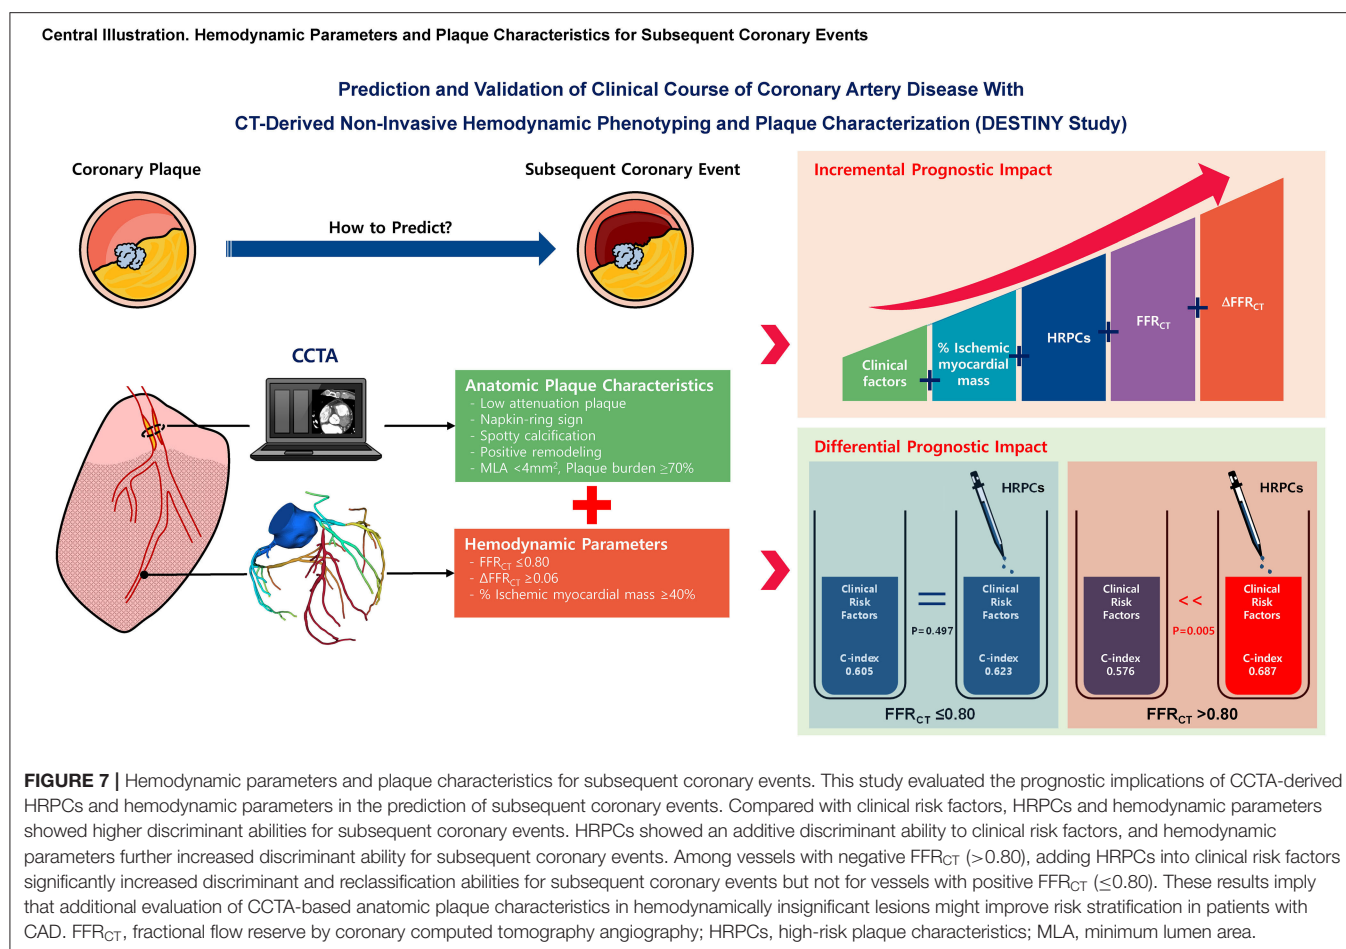 Central Illustration. Hemodynamic Parameters and Plaque Characteristics for Subsequent Coronary Events
Prediction and Validation of Clinical Course of Coronary Artery Disease With
CT-Derived Non-Invasive Hemodynamic Phenotyping and Plaque Characterization (DESTINY Study)
Coronary Plaque
How to Predict?
Subsequent Coronary Event
CCTA
Anatomic Plaque Characteristics
- Low attenuation plaque
- Napkin-ring sign
- Spotty calcification
- Positive remodeling
- MLA <4mm², Plaque burden ≥70%
+
Hemodynamic Parameters
- FFRCT ≤0.80
- ΔFFRCT ≥0.06
- % Ischemic myocardial mass ≥40%
Incremental Prognostic Impact
Clinical
factors
+
% Ischemic
myocardial
mass
+
HRPCs
+
FFRCT
+
ΔFFRCT
Differential Prognostic Impact
HRPCs
Clinical
Risk
Factors
C-index
0.605
=
P=0.497
Clinical
Risk
Factors
C-index
0.623
FFRCT ≤0.80
HRPCs
Clinical
Risk
Factors
C-index
0.576
<<
P=0.005
Clinical
Risk
Factors
C-index
0.687
FFRCT >0.80
FIGURE 7 | Hemodynamic parameters and plaque characteristics for subsequent coronary events. This study evaluated the prognostic implications of CCTA-derived
HRPCs and hemodynamic parameters in the prediction of subsequent coronary events. Compared with clinical risk factors, HRPCs and hemodynamic parameters
showed higher discriminant abilities for subsequent coronary events. HRPCs showed an additive discriminant ability to clinical risk factors, and hemodynamic
parameters further increased discriminant ability for subsequent coronary events. Among vessels with negative FFRCT (>0.80), adding HRPCs into clinical risk factors
significantly increased discriminant and reclassification abilities for subsequent coronary events but not for vessels with positive FFRCT (≤0.80). These results imply
that additional evaluation of CCTA-based anatomic plaque characteristics in hemodynamically insignificant lesions might improve risk stratification in patients with
CAD. FFRCT, fractional flow reserve by coronary computed tomography angiography; HRPCs, high-risk plaque characteristics; MLA, minimum lumen area.